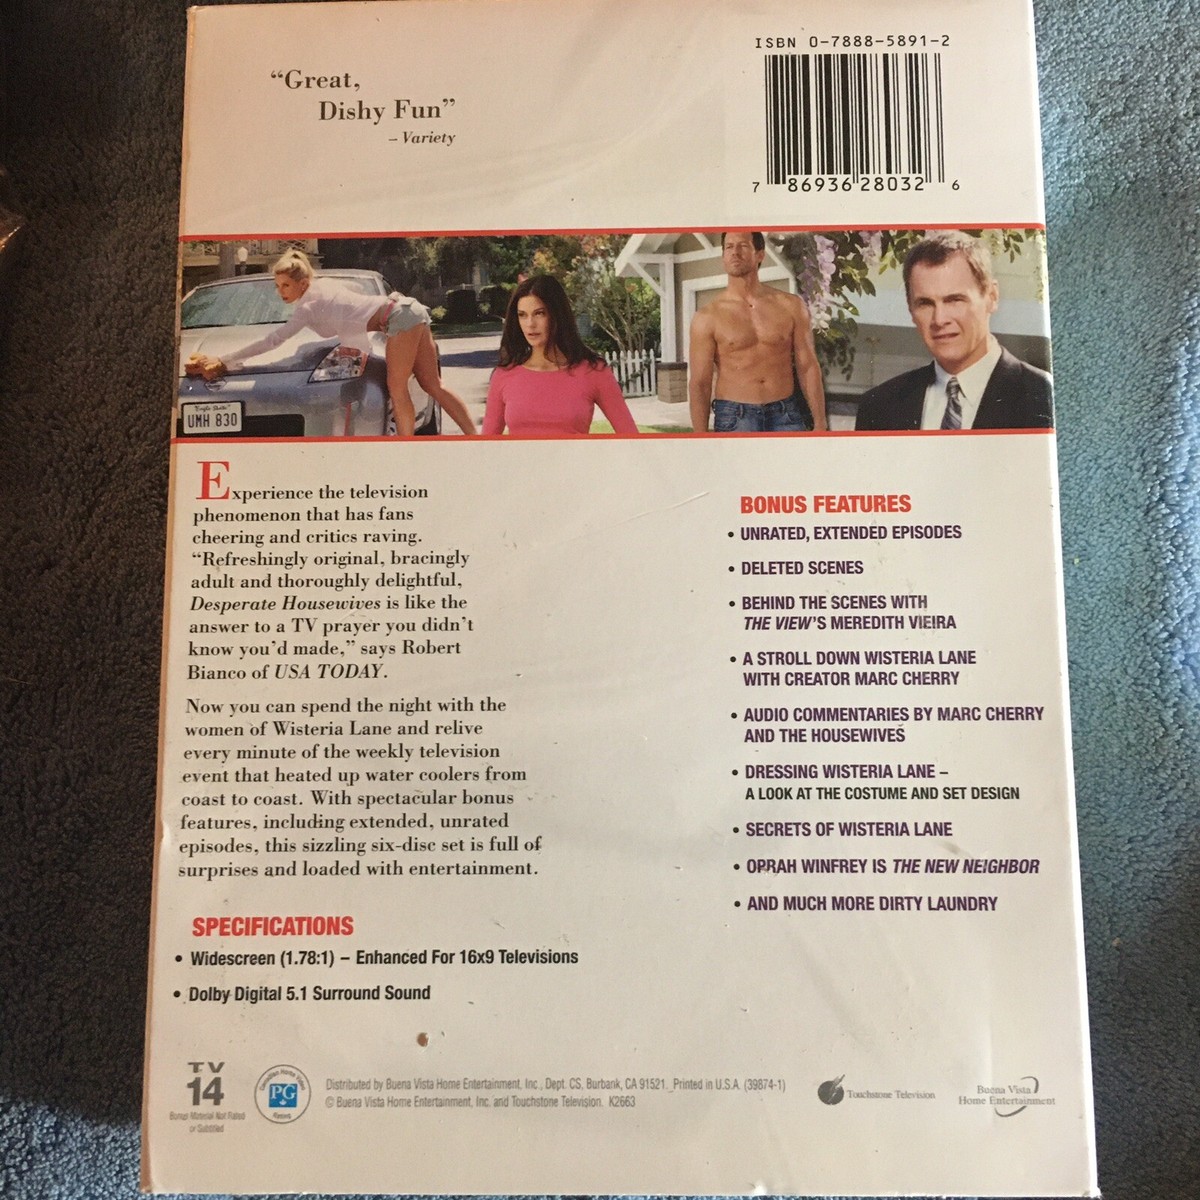 "Great,
Dishy Fun"
– Variety
ISBN 0-7888-5891-2
7 86936 28032 6
UMH 830
Experience the television
phenomenon that has fans
cheering and critics raving.
"Refreshingly original, bracingly
adult and thoroughly delightful,
Desperate Housewives is like the
answer to a TV prayer you didn't
know you'd made," says Robert
Bianco of USA TODAY.
Now you can spend the night with the
women of Wisteria Lane and relive
every minute of the weekly television
event that heated up water coolers from
coast to coast. With spectacular bonus
features, including extended, unrated
episodes, this sizzling six-disc set is full of
surprises and loaded with entertainment.
SPECIFICATIONS
• Widescreen (1.78:1) – Enhanced For 16x9 Televisions
• Dolby Digital 5.1 Surround Sound
BONUS FEATURES
• UNRATED, EXTENDED EPISODES
• DELETED SCENES
• BEHIND THE SCENES WITH
THE VIEW'S MEREDITH VIEIRA
• A STROLL DOWN WISTERIA LANE
WITH CREATOR MARC CHERRY
• AUDIO COMMENTARIES BY MARC CHERRY
AND THE HOUSEWIVES
• DRESSING WISTERIA LANE –
A LOOK AT THE COSTUME AND SET DESIGN
• SECRETS OF WISTERIA LANE
• OPRAH WINFREY IS THE NEW NEIGHBOR
• AND MUCH MORE DIRTY LAUNDRY
TV
14
Bonus Material Not Rated
or Subtitled
Canadian Home Video
PG
Rating
Distributed by Buena Vista Home Entertainment, Inc., Dept. CS, Burbank, CA 91521. Printed in U.S.A. (39874-1)
© Buena Vista Home Entertainment, Inc. and Touchstone Television. K2663
Touchstone Television
Buena Vista
Home Entertainment